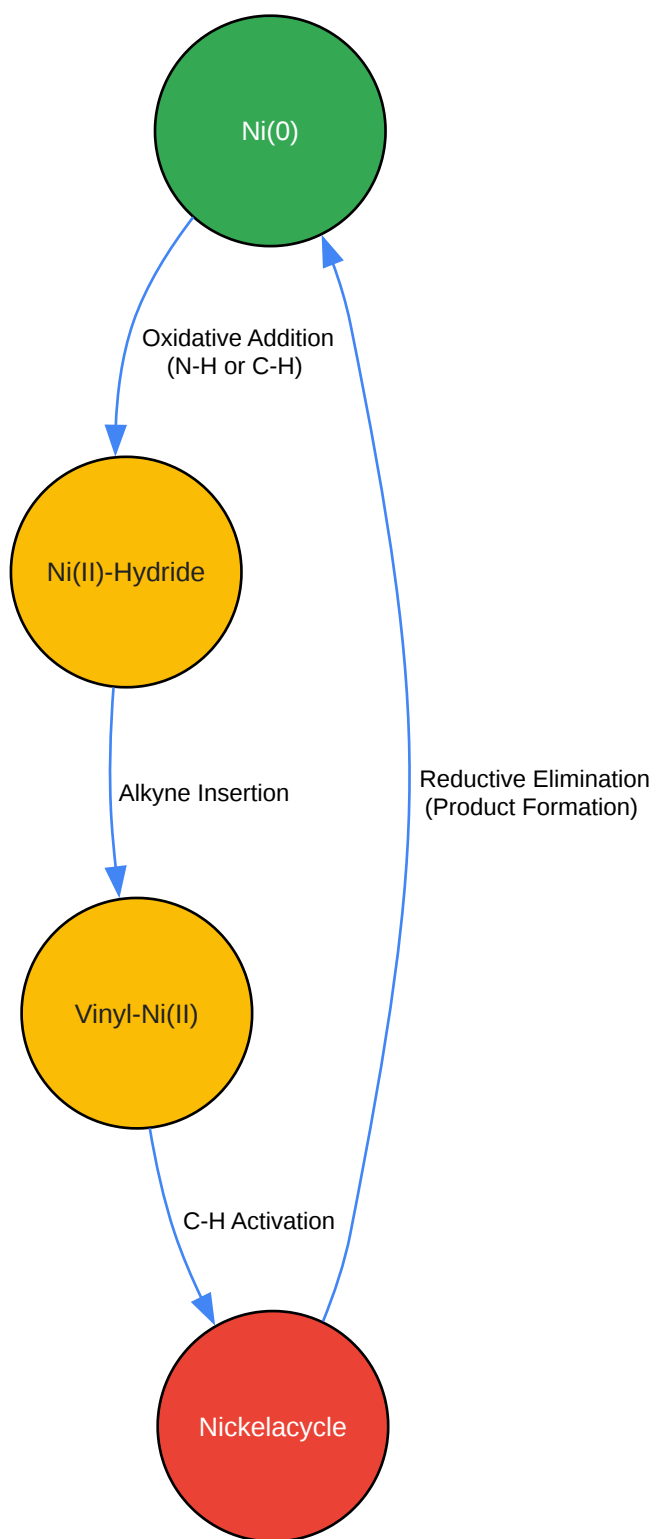 Ni(0)
Oxidative Addition
(N-H or C-H)
Ni(II)-Hydride
Alkyne Insertion
Reductive Elimination
(Product Formation)
Vinyl-Ni(II)
C-H Activation
Nickelacycle